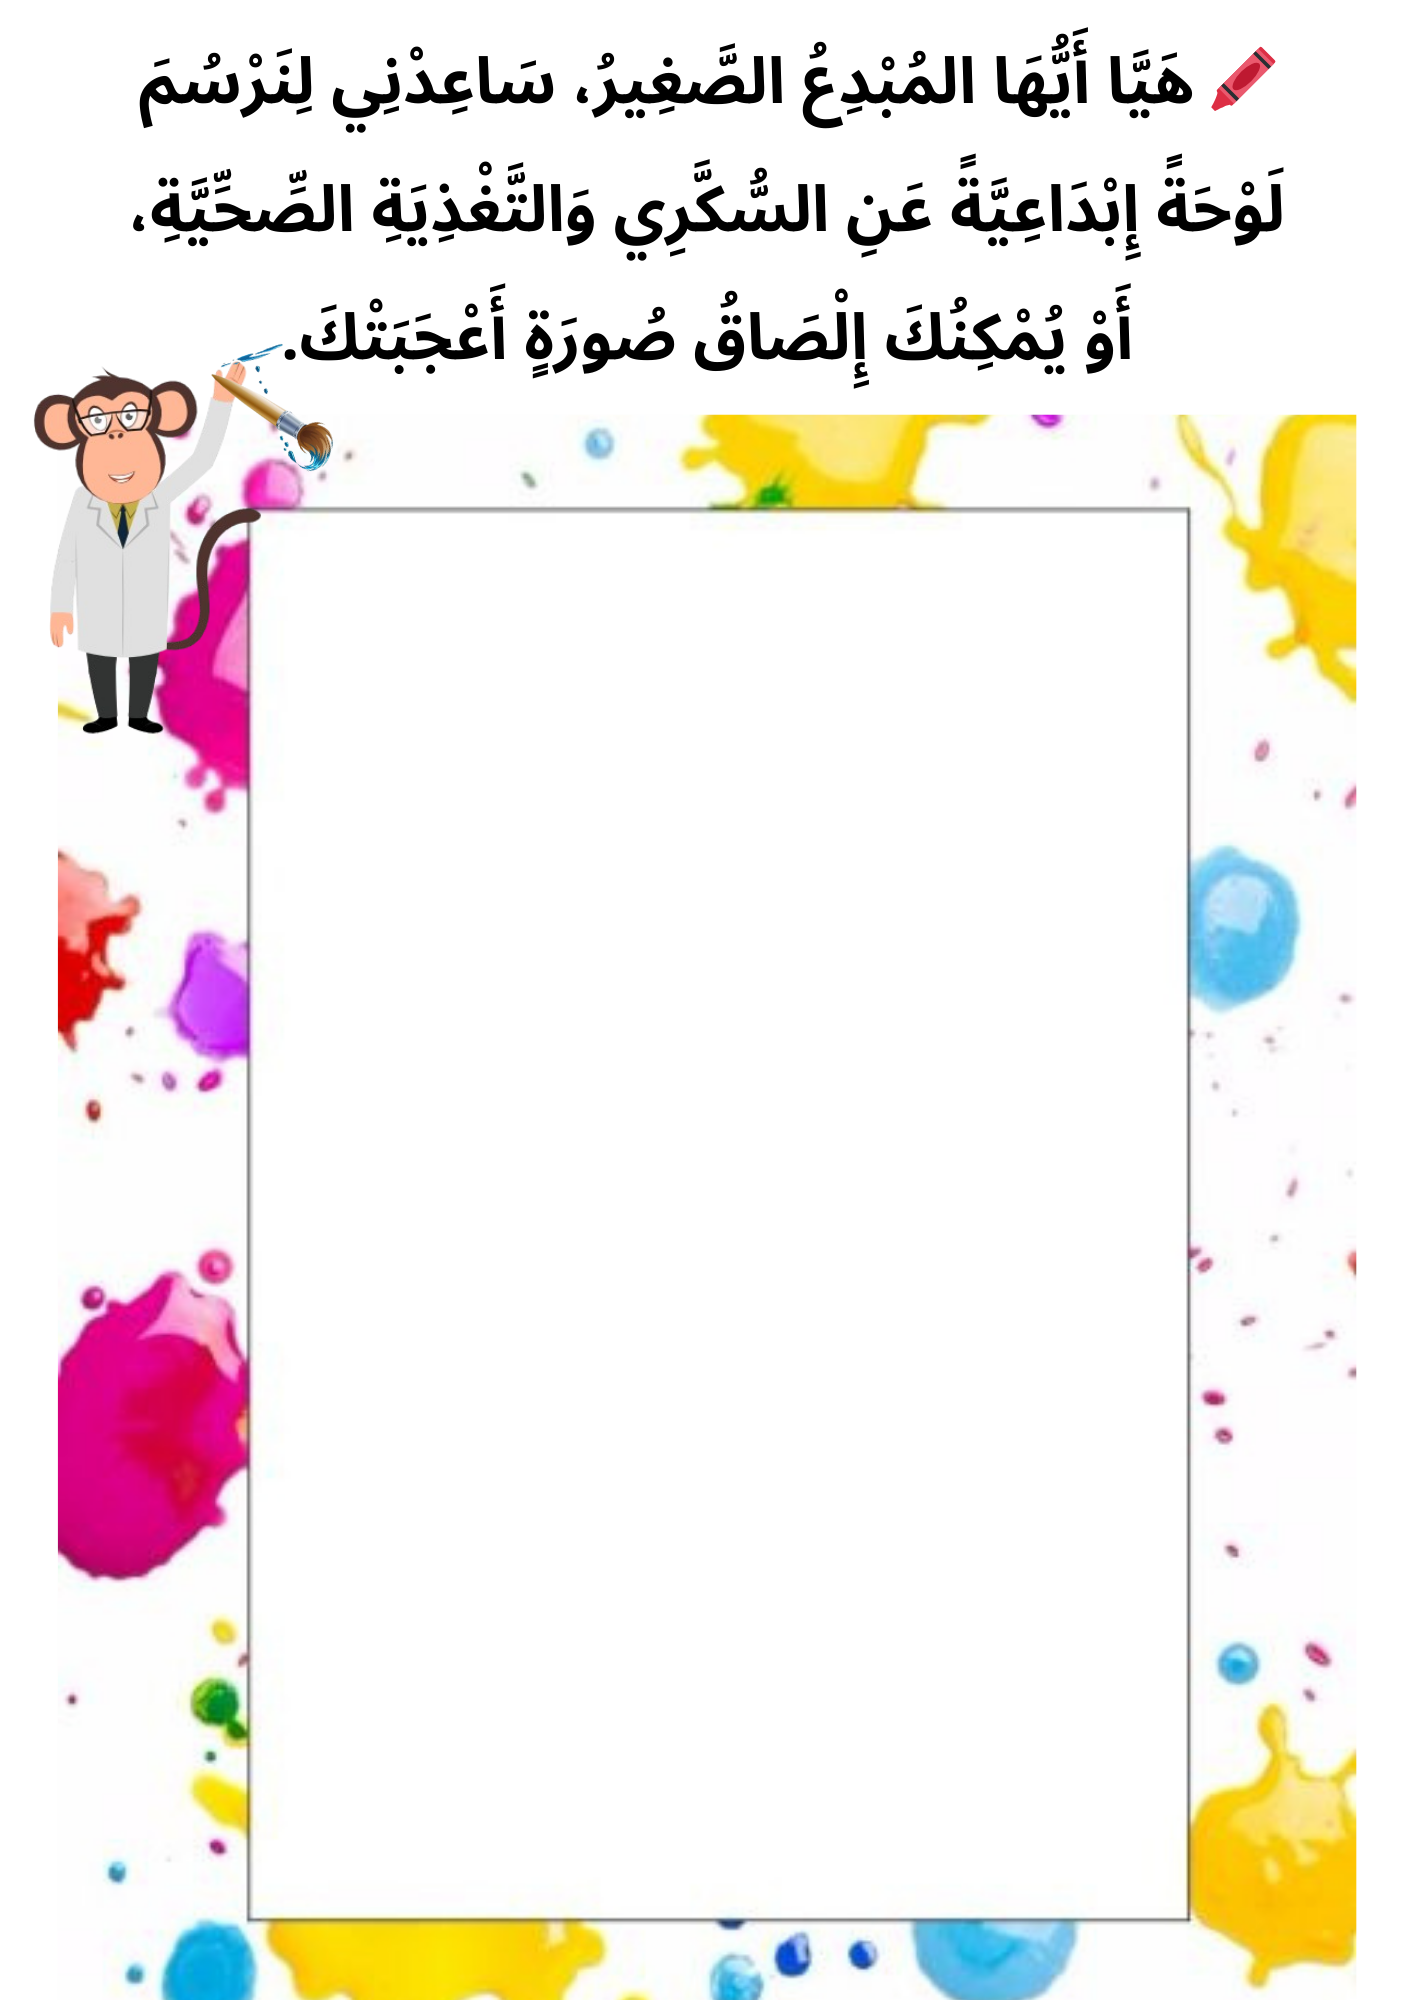 🖍️ هَيَّا أَيُّهَا المُبْدِعُ الصَّغِيرُ، سَاعِدْنِي لِنَرْسُمَ
لَوْحَةً إِبْدَاعِيَّةً عَنِ السُّكَّرِي وَالتَّغْذِيَةِ الصِّحِّيَّةِ،
أَوْ يُمْكِنُكَ إِلْصَاقُ صُورَةٍ أَعْجَبَتْكَ.